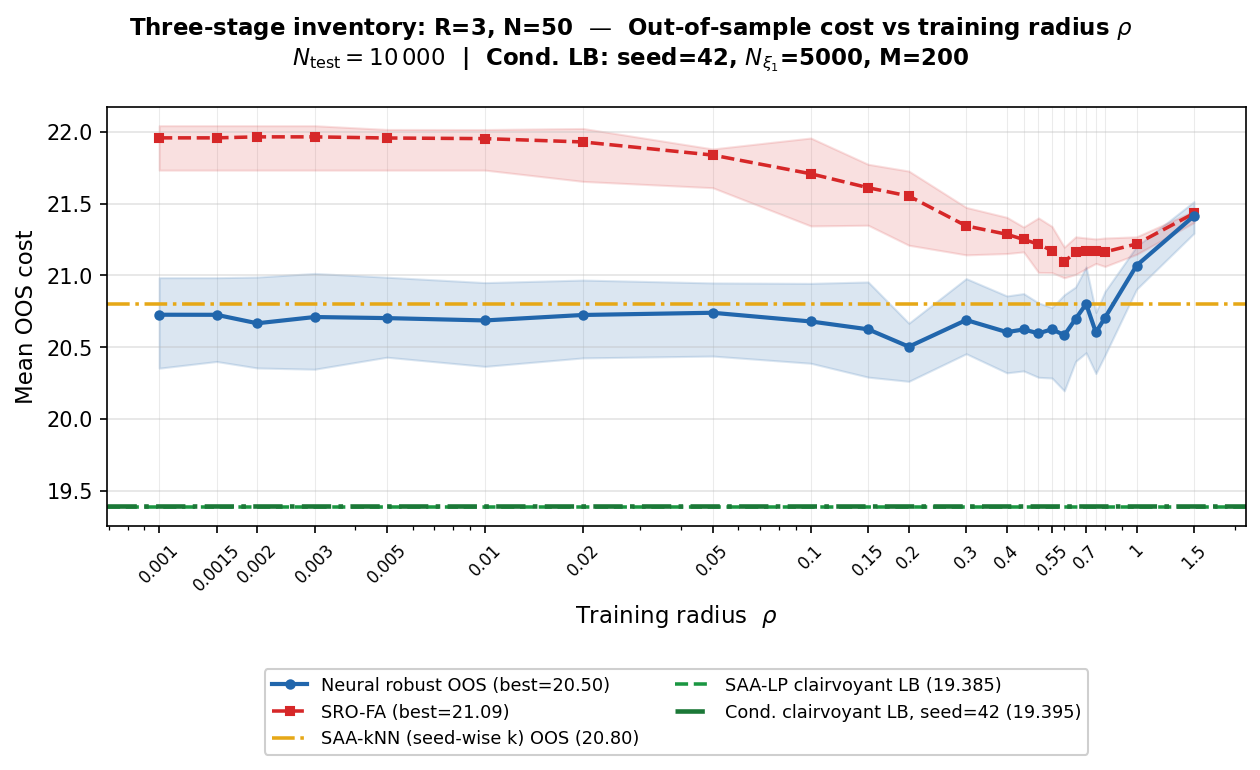 Three-stage inventory: R=3, N=50 — Out-of-sample cost vs training radius ρ
N_test = 10 000 | Cond. LB: seed=42, N_ξ₁=5000, M=200
Mean OOS cost
22.0
21.5
21.0
20.5
20.0
19.5
0.001
0.0015
0.002
0.003
0.005
0.01
0.02
0.05
0.1
0.15
0.2
0.3
0.4
0.55
0.7
1
1.5
Training radius ρ
Neural robust OOS (best=20.50)
SRO-FA (best=21.09)
SAA-kNN (seed-wise k) OOS (20.80)
SAA-LP clairvoyant LB (19.385)
Cond. clairvoyant LB, seed=42 (19.395)